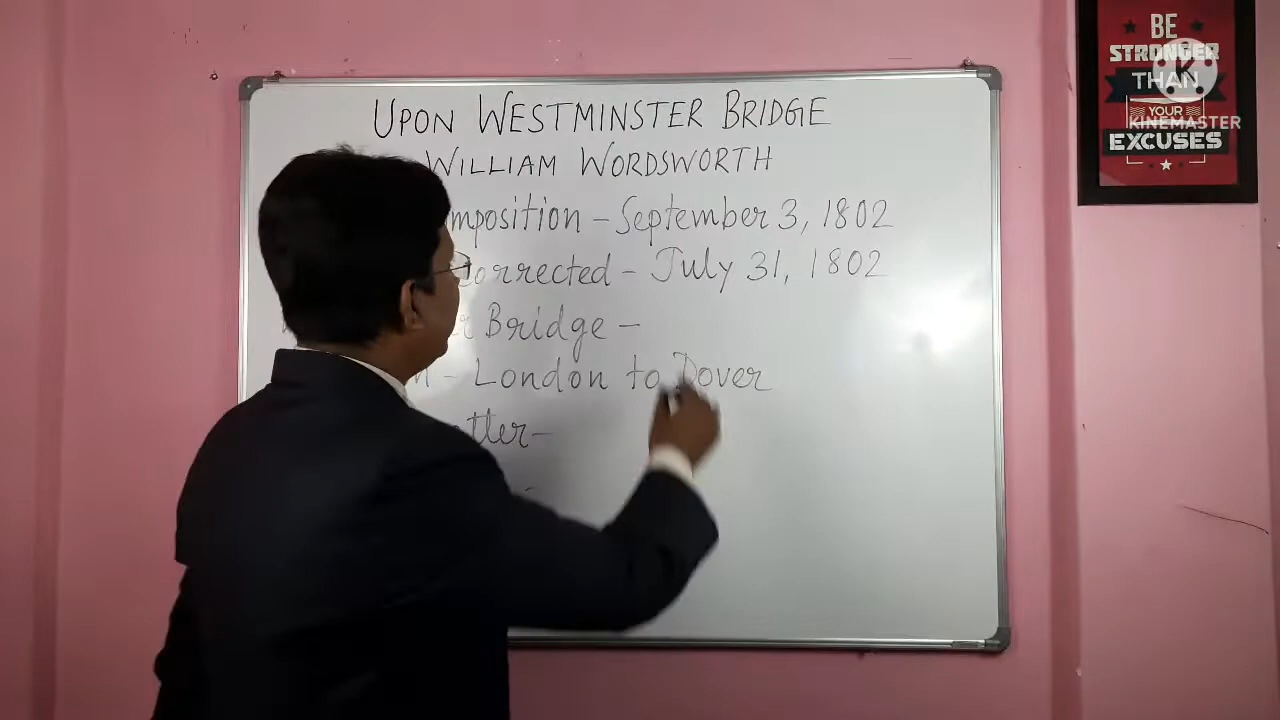 UPON WESTMINSTER BRIDGE
WILLIAM WORDSWORTH
mposition - September 3, 1802
corrected - July 31, 1802
r Bridge -
n - London to Dover
tter-
BE
STRONGER
THAN
YOUR
EXCUSES
KINEMASTER